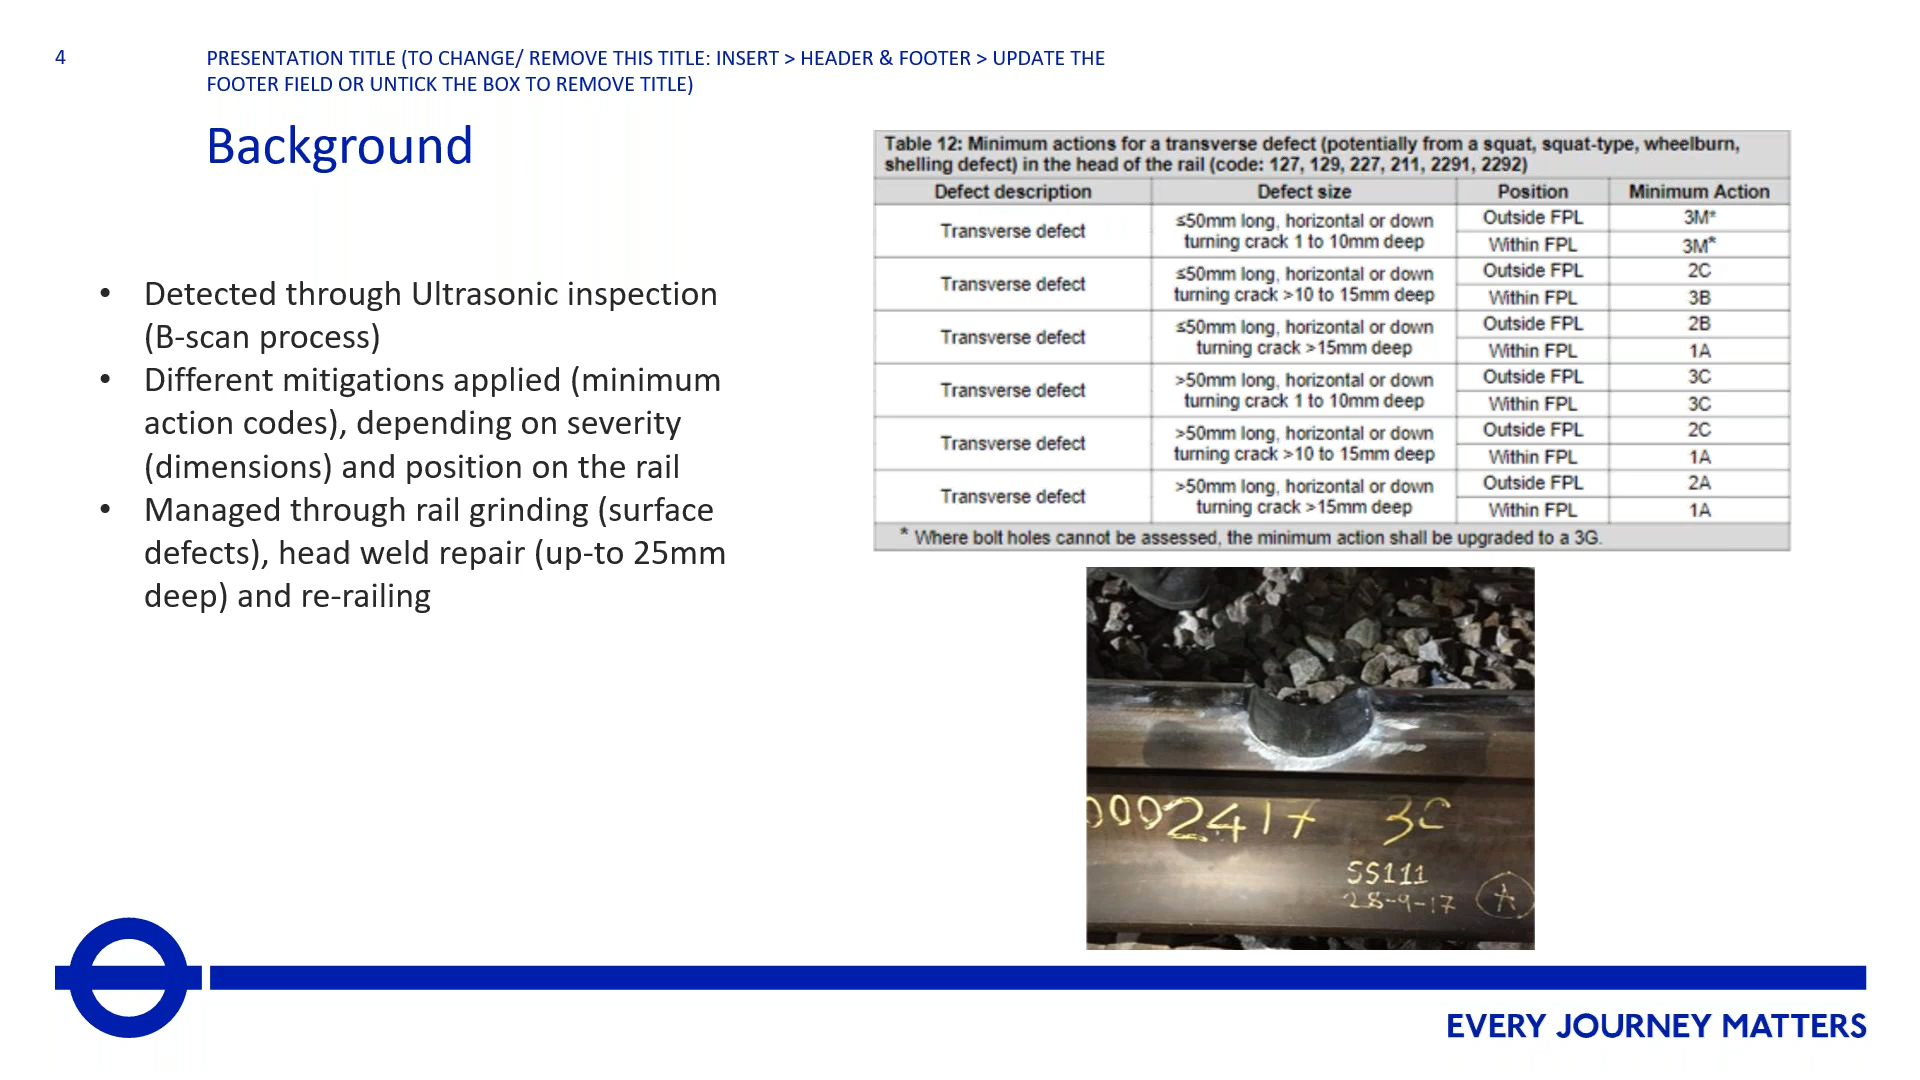 4
PRESENTATION TITLE (TO CHANGE/ REMOVE THIS TITLE: INSERT > HEADER & FOOTER > UPDATE THE
FOOTER FIELD OR UNTICK THE BOX TO REMOVE TITLE)
Background
• Detected through Ultrasonic inspection
(B-scan process)
• Different mitigations applied (minimum
action codes), depending on severity
(dimensions) and position on the rail
• Managed through rail grinding (surface
defects), head weld repair (up-to 25mm
deep) and re-railing
Table 12: Minimum actions for a transverse defect (potentially from a squat, squat-type, wheelburn,
shelling defect) in the head of the rail (code: 127, 129, 227, 211, 2291, 2292)
Defect description Defect size Position Minimum Action
Transverse defect
≤50mm long, horizontal or down
turning crack 1 to 10mm deep
Outside FPL 3M*
Within FPL 3M*
Transverse defect
≤50mm long, horizontal or down
turning crack >10 to 15mm deep
Outside FPL 2C
Within FPL 3B
Transverse defect
≤50mm long, horizontal or down
turning crack >15mm deep
Outside FPL 2B
Within FPL 1A
Transverse defect
>50mm long, horizontal or down
turning crack 1 to 10mm deep
Outside FPL 3C
Within FPL 3C
Transverse defect
>50mm long, horizontal or down
turning crack >10 to 15mm deep
Outside FPL 2C
Within FPL 1A
Transverse defect
>50mm long, horizontal or down
turning crack >15mm deep
Outside FPL 2A
Within FPL 1A
* Where bolt holes cannot be assessed, the minimum action shall be upgraded to a 3G.
0002417 3C
SS111
28-9-17 A
EVERY JOURNEY MATTERS